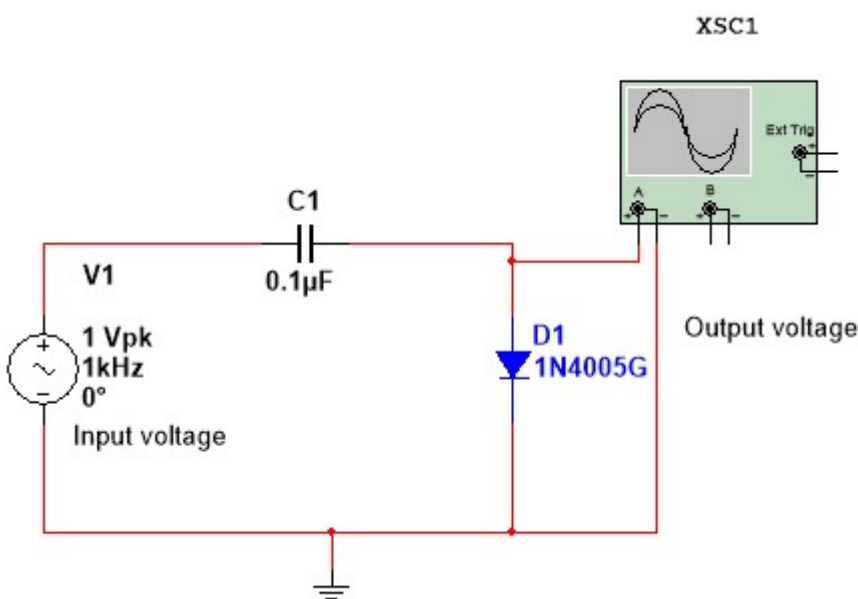 XSC1
Ext Trig
+
−
A
B
+ − + −
C1
0.1µF
V1
1 Vpk
1kHz
0°
+
−
Input voltage
D1
1N4005G
Output voltage